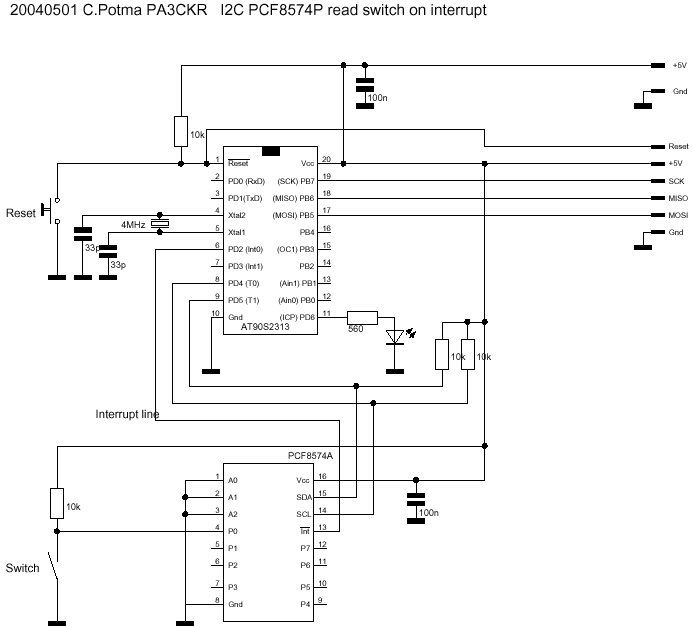 20040501 C.Potma PA3CKR I2C PCF8574P read switch on interrupt
+5V
100n
Gnd
10k
Reset
1 Reset Vcc 20
+5V
2 PD0 (RxD) (SCK) PB7 19
SCK
3 PD1(TxD) (MISO) PB6 18
MISO
Reset
4 Xtal2 (MOSI) PB5 17
MOSI
4MHz
5 Xtal1 PB4 16
Gnd
33p
6 PD2 (Int0) (OC1) PB3 15
33p
7 PD3 (Int1) PB2 14
8 PD4 (T0) (Ain1) PB1 13
9 PD5 (T1) (Ain0) PB0 12
10 Gnd (ICP) PD6 11
AT90S2313
560
10k
10k
Interrupt line
PCF8574A
1 A0 Vcc 16
2 A1 SDA 15
3 A2 SCL 14
10k
100n
4 P0 Int 13
5 P1 P7 12
6 P2 P6 11
Switch
7 P3 P5 10
8 Gnd P4 9